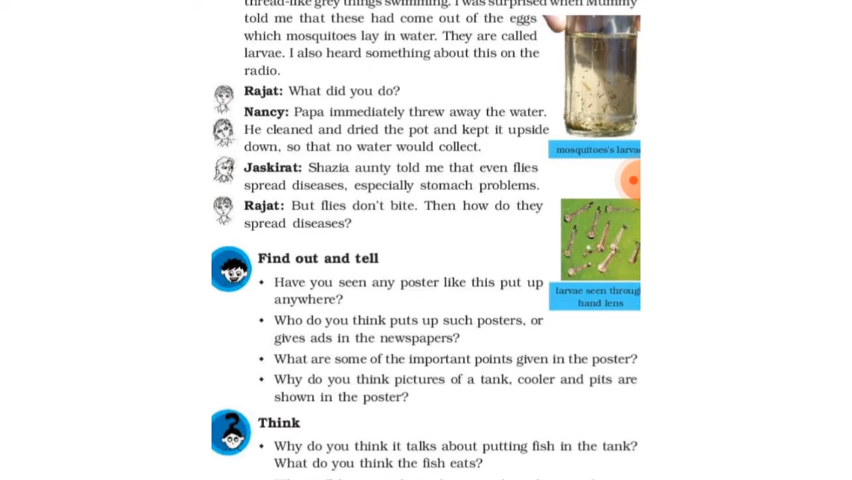 thread-like grey things swimming. I was surprised when Mummy
told me that these had come out of the eggs
which mosquitoes lay in water. They are called
larvae. I also heard something about this on the
radio.
Rajat: What did you do?
Nancy: Papa immediately threw away the water.
He cleaned and dried the pot and kept it upside
down, so that no water would collect.
mosquitoes's larvae
Jaskirat: Shazia aunty told me that even flies
spread diseases, especially stomach problems.
Rajat: But flies don't bite. Then how do they
spread diseases?
larvae seen through
hand lens
Find out and tell
• Have you seen any poster like this put up
anywhere?
• Who do you think puts up such posters, or
gives ads in the newspapers?
• What are some of the important points given in the poster?
• Why do you think pictures of a tank, cooler and pits are
shown in the poster?
Think
• Why do you think it talks about putting fish in the tank?
What do you think the fish eats?